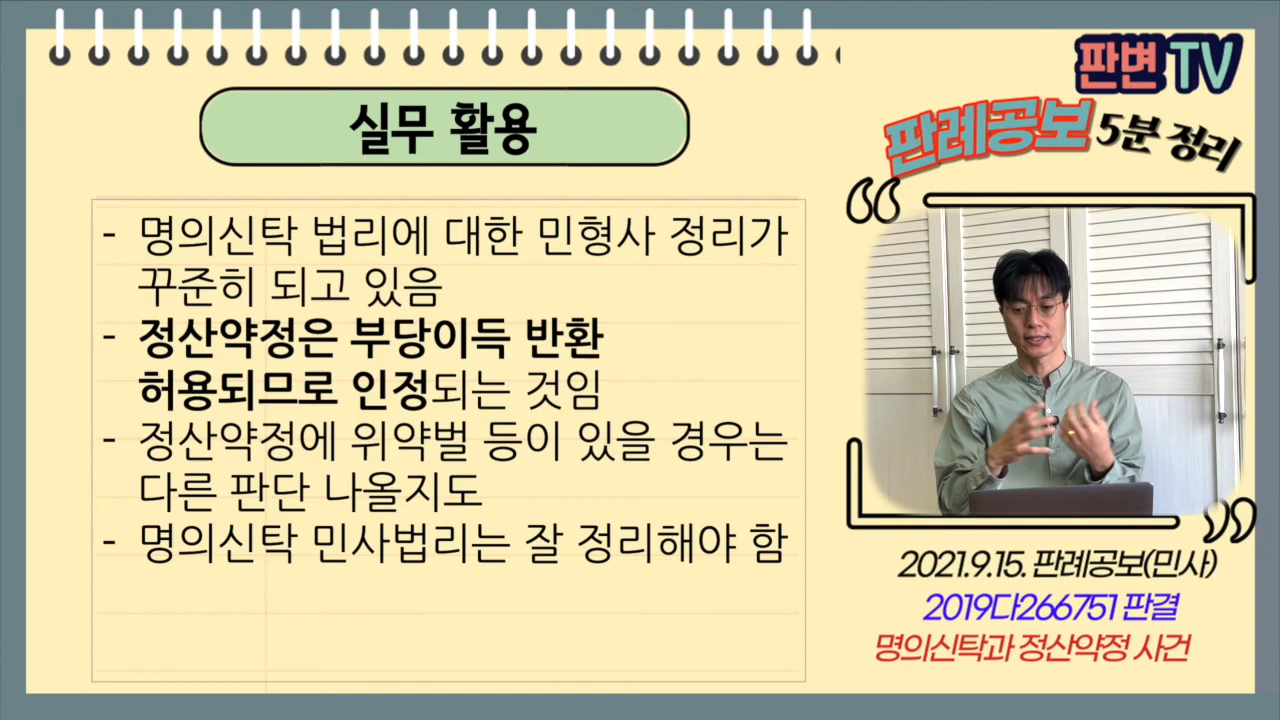 판변 TV
판례공보 5분 정리
실무 활용
- 명의신탁 법리에 대한 민형사 정리가
꾸준히 되고 있음
- 정산약정은 부당이득 반환
허용되므로 인정되는 것임
- 정산약정에 위약벌 등이 있을 경우는
다른 판단 나올지도
- 명의신탁 민사법리는 잘 정리해야 함
2021.9.15. 판례공보(민사)
2019다266751 판결
명의신탁과 정산약정 사건